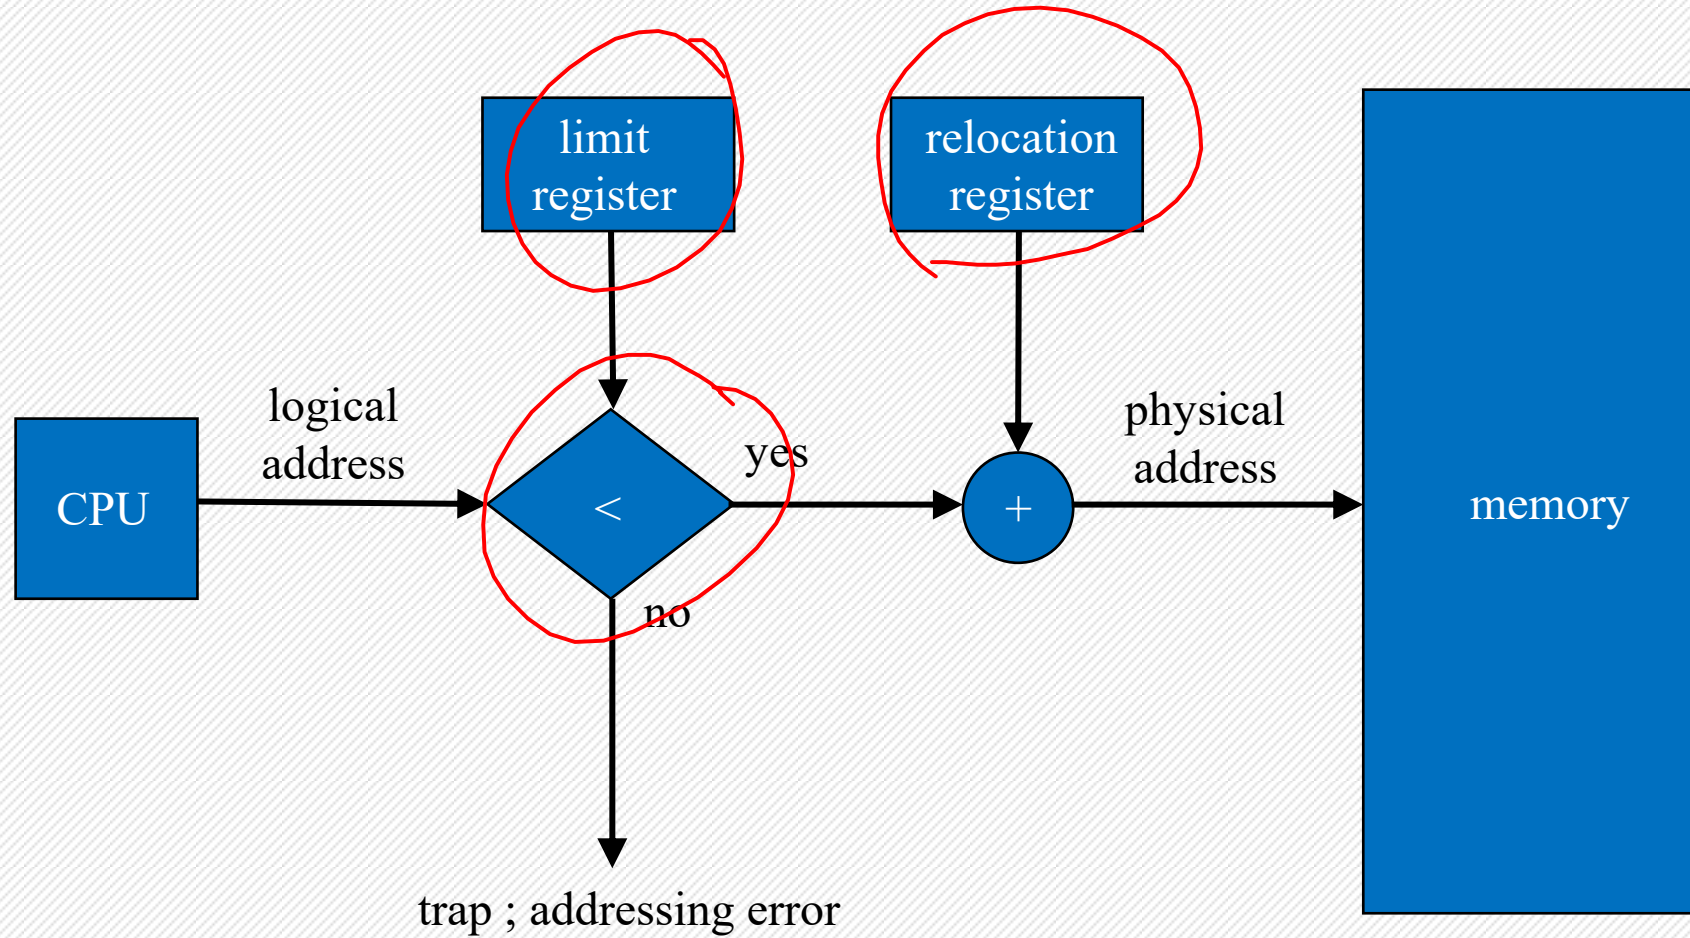 limit
register
relocation
register
logical
address
CPU
<
yes
no
+
physical
address
memory
trap ; addressing error